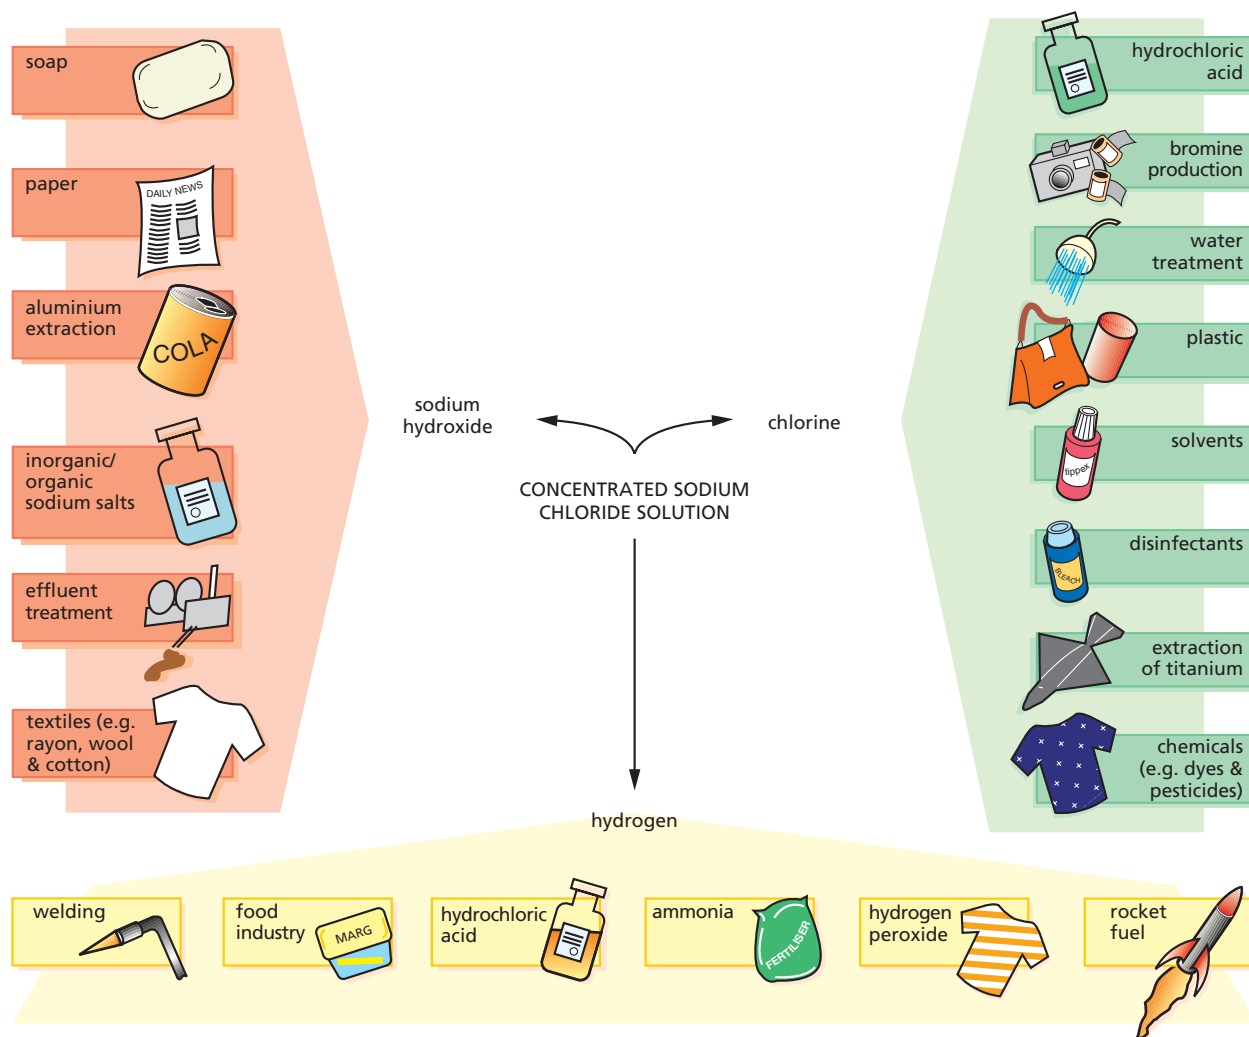 soap
paper
DAILY NEWS
aluminium
extraction
COLA
inorganic/
organic
sodium salts
effluent
treatment
textiles (e.g.
rayon, wool
& cotton)
sodium
hydroxide
chlorine
CONCENTRATED SODIUM
CHLORIDE SOLUTION
hydrogen
hydrochloric
acid
bromine
production
water
treatment
plastic
solvents
tippex
disinfectants
BLEACH
extraction
of titanium
chemicals
(e.g. dyes &
pesticides)
welding
food
industry
MARG
hydrochloric
acid
ammonia
FERTILISER
hydrogen
peroxide
rocket
fuel